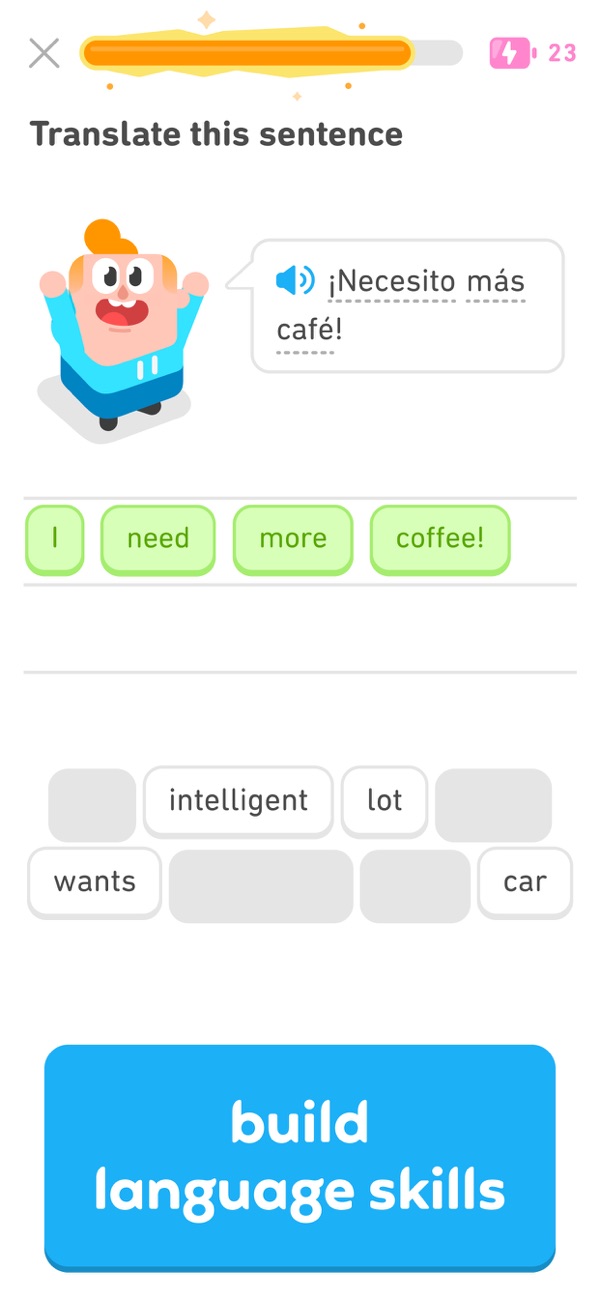 23
Translate this sentence
¡Necesito más
café!
I need more coffee!
intelligent lot
wants car
build
language skills